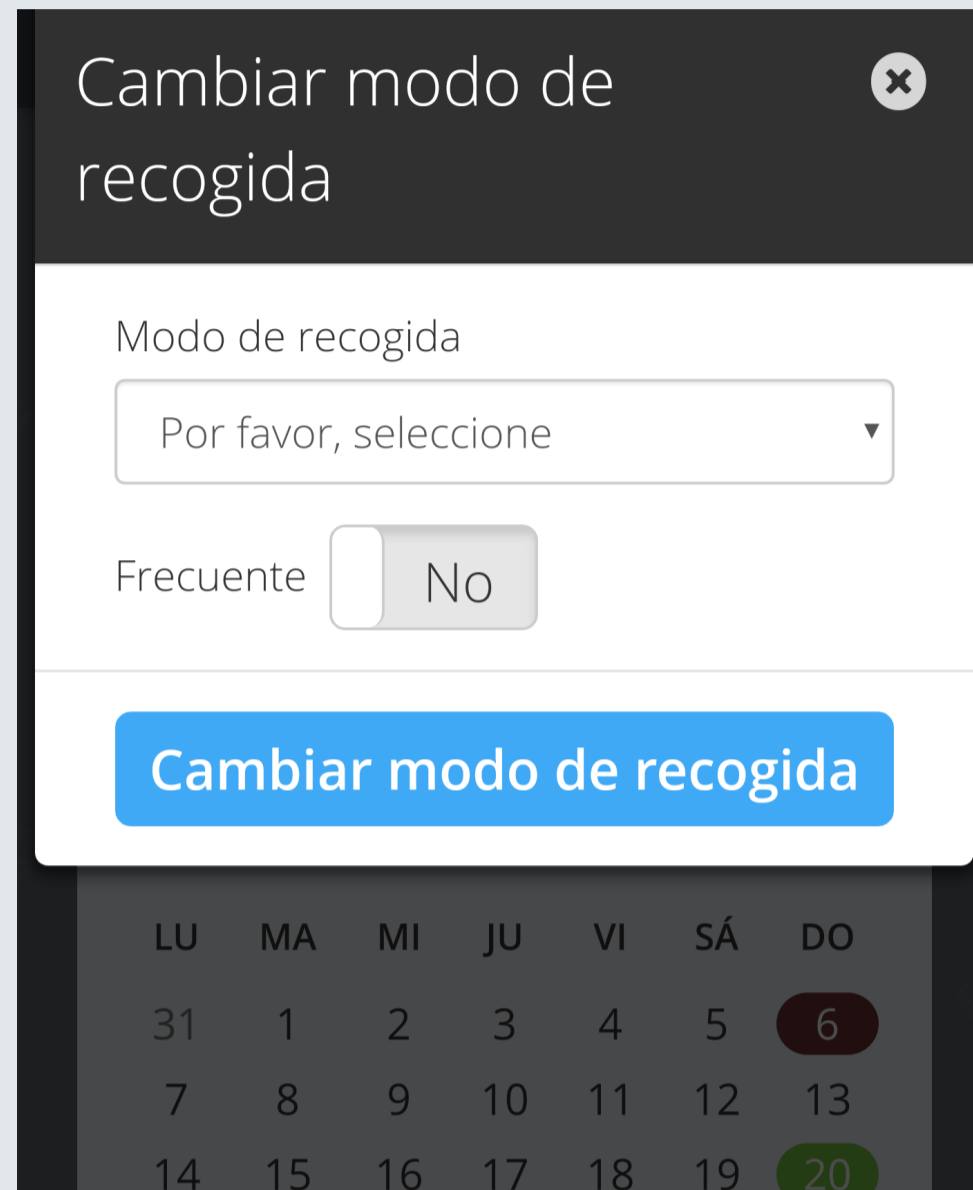 Cambiar modo de
recogida
Modo de recogida
Por favor, seleccione
Frecuente No
Cambiar modo de recogida
LU MA MI JU VI SÁ DO
31 1 2 3 4 5 6
7 8 9 10 11 12 13
14 15 16 17 18 19 20